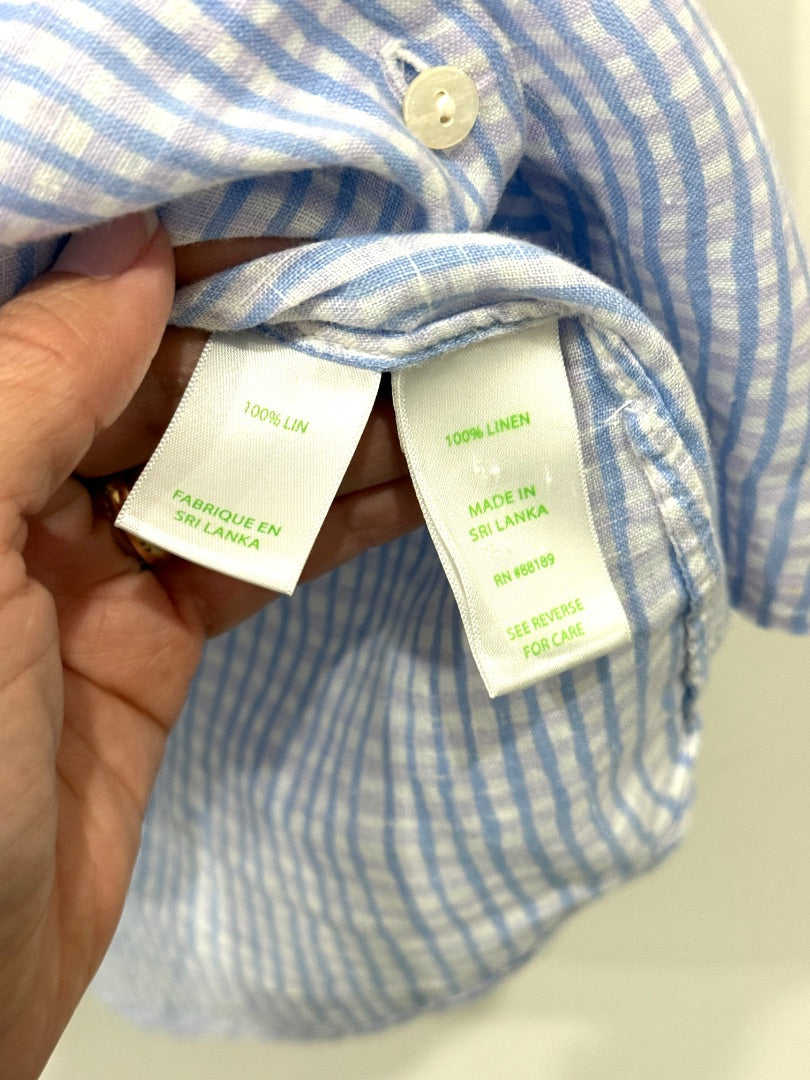 100% LIN
FABRIQUE EN
SRI LANKA
100% LINEN
MADE IN
SRI LANKA
RN #88189
SEE REVERSE
FOR CARE